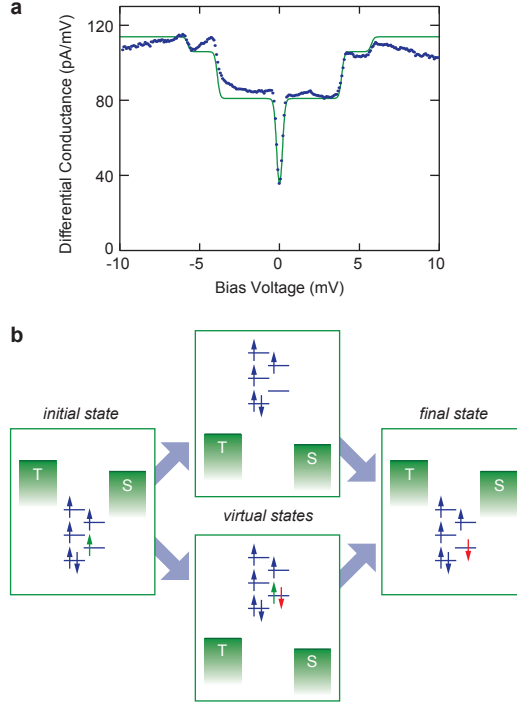 a
Differential Conductance (pA/mV)
120
80
40
0
-10
-5
0
5
10
Bias Voltage (mV)
b
initial state
T
S
T
S
virtual states
T
S
final state
T
S